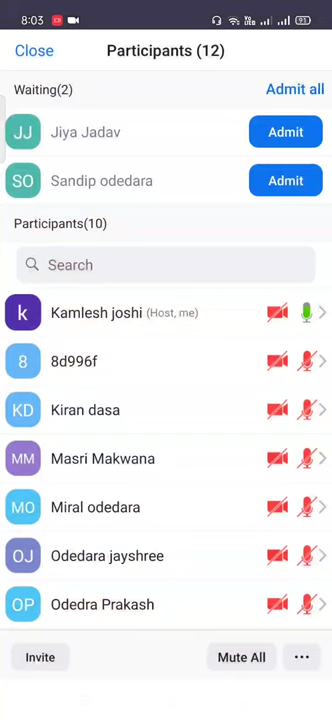 8:03 91
Close Participants (12)
Waiting(2) Admit all
JJ Jiya Jadav Admit
SO Sandip odedara Admit
Participants(10)
Search
k Kamlesh joshi (Host, me)
8 8d996f
KD Kiran dasa
MM Masri Makwana
MO Miral odedara
OJ Odedara jayshree
OP Odedra Prakash
Invite Mute All ...